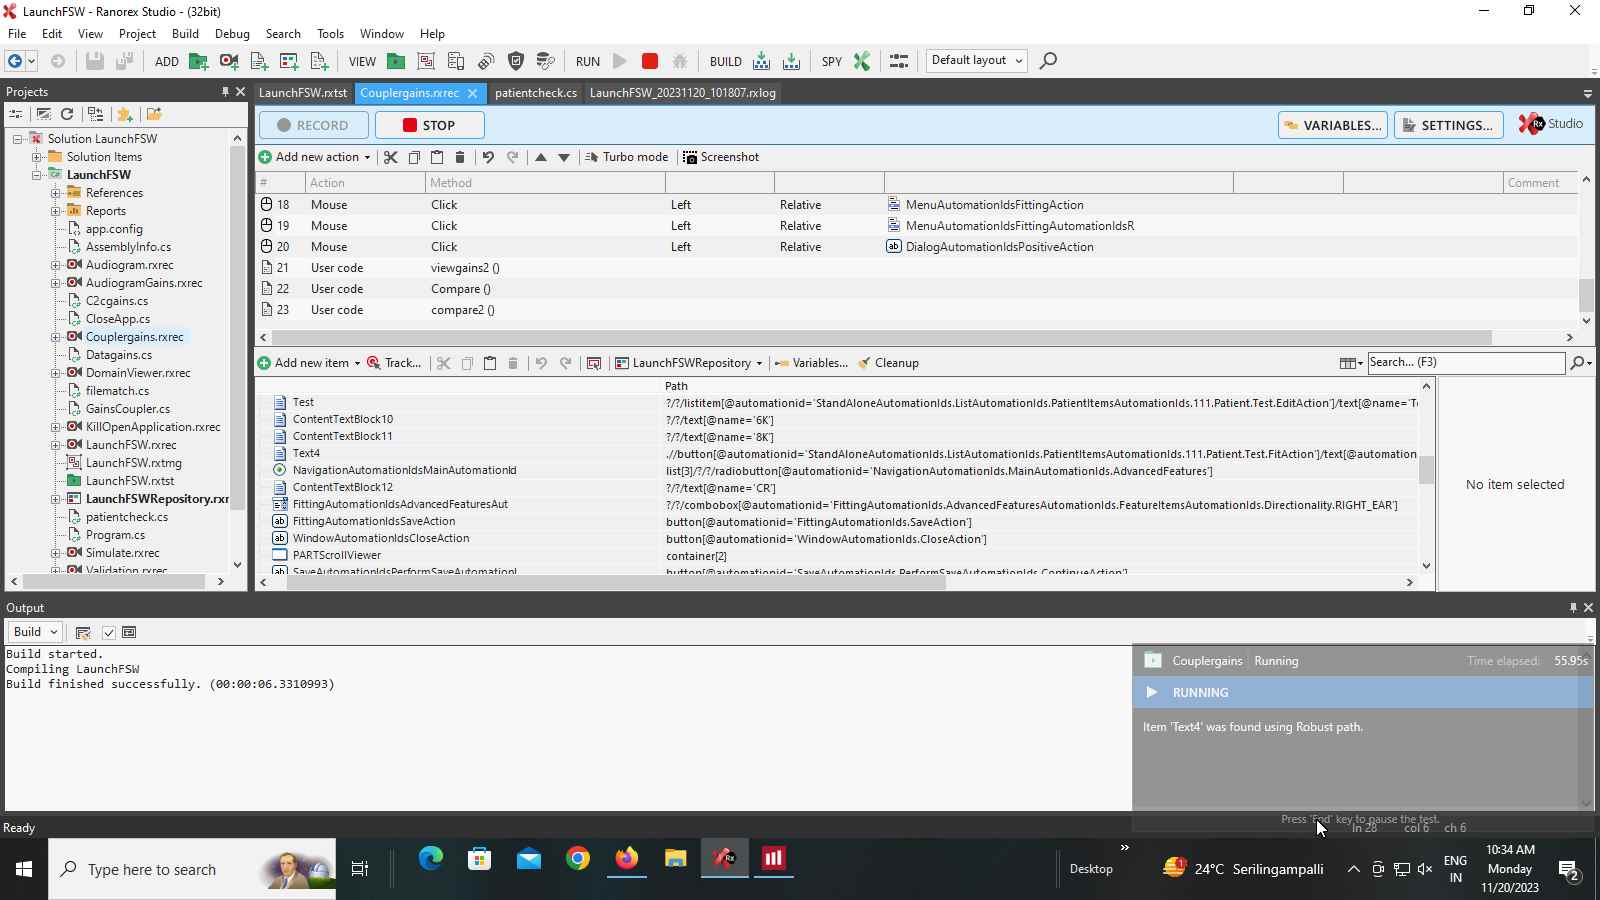 LaunchFSW - Ranorex Studio - (32bit)
File Edit View Project Build Debug Search Tools Window Help
ADD VIEW RUN BUILD SPY Default layout
Projects
LaunchFSW.rxtst Couplergains.rxrec patientcheck.cs LaunchFSW_20231120_101807.rxlog
RECORD STOP VARIABLES... SETTINGS... Rx Studio
Add new action Turbo mode Screenshot
# Action Method Comment
18 Mouse Click Left Relative MenuAutomationIdsFittingAction
19 Mouse Click Left Relative MenuAutomationIdsFittingAutomationIdsR
20 Mouse Click Left Relative DialogAutomationIdsPositiveAction
21 User code viewgains2 ()
22 User code Compare ()
23 User code compare2 ()
Solution LaunchFSW
Solution Items
LaunchFSW
References
Reports
app.config
AssemblyInfo.cs
Audiogram.rxrec
AudiogramGains.rxrec
C2cgains.cs
CloseApp.cs
Couplergains.rxrec
Datagains.cs
DomainViewer.rxrec
filematch.cs
GainsCoupler.cs
KillOpenApplication.rxrec
LaunchFSW.rxrec
LaunchFSW.rxtmg
LaunchFSW.rxtst
LaunchFSWRepository.rxr
patientcheck.cs
Program.cs
Simulate.rxrec
Validation.rxrec
Add new item Track... LaunchFSWRepository Variables... Cleanup Search... (F3)
Path
Test ?/?/listitem[@automationid='StandAloneAutomationIds.ListAutomationIds.PatientItemsAutomationIds.111.Patient.Test.EditAction']/text[@name='T
ContentTextBlock10 ?/?/text[@name='6K']
ContentTextBlock11 ?/?/text[@name='8K']
Text4 .//button[@automationid='StandAloneAutomationIds.ListAutomationIds.PatientItemsAutomationIds.111.Patient.Test.FitAction']/text[@automation
NavigationAutomationIdsMainAutomationId list[3]/?/?/radiobutton[@automationid='NavigationAutomationIds.MainAutomationIds.AdvancedFeatures']
ContentTextBlock12 ?/?/text[@name='CR']
FittingAutomationIdsAdvancedFeaturesAut ?/?/combobox[@automationid='FittingAutomationIds.AdvancedFeaturesAutomationIds.FeatureItemsAutomationIds.Directionality.RIGHT_EAR']
FittingAutomationIdsSaveAction button[@automationid='FittingAutomationIds.SaveAction']
WindowAutomationIdsCloseAction button[@automationid='WindowAutomationIds.CloseAction']
PARTScrollViewer container[2]
SaveAutomationIdsPerformSaveAutomationI button[@automationid='SaveAutomationIds.PerformSaveAutomationIds.ContinueAction']
No item selected
Output
Build
Build started.
Compiling LaunchFSW
Build finished successfully. (00:00:06.3310993)
Couplergains Running Time elapsed: 55.95s
RUNNING
Item 'Text4' was found using Robust path.
Press 'End' key to pause the test.
Ready ln 28 col 6 ch 6
Type here to search
Desktop
24°C Serilingampalli
ENG
IN
10:34 AM
Monday
11/20/2023
2